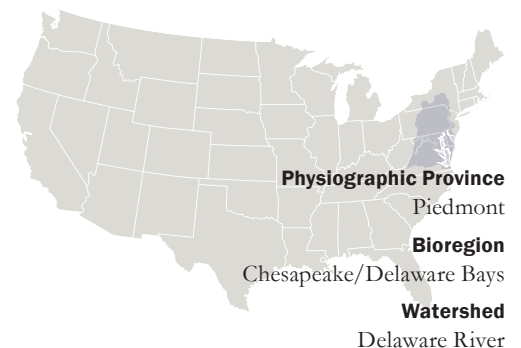 Physiographic Province
Piedmont
Bioregion
Chesapeake/Delaware Bays
Watershed
Delaware River